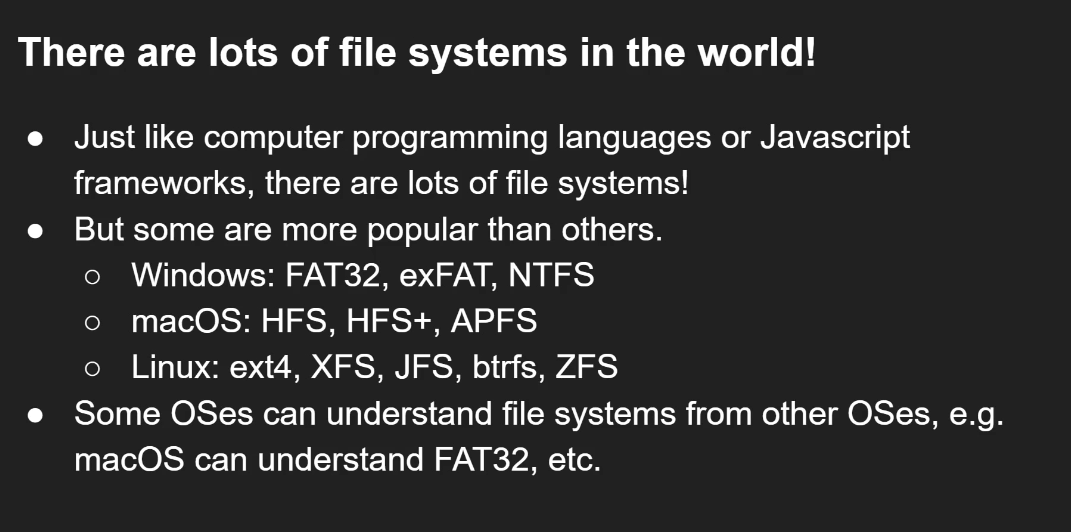 There are lots of file systems in the world!
● Just like computer programming languages or Javascript
frameworks, there are lots of file systems!
● But some are more popular than others.
○ Windows: FAT32, exFAT, NTFS
○ macOS: HFS, HFS+, APFS
○ Linux: ext4, XFS, JFS, btrfs, ZFS
● Some OSes can understand file systems from other OSes, e.g.
macOS can understand FAT32, etc.